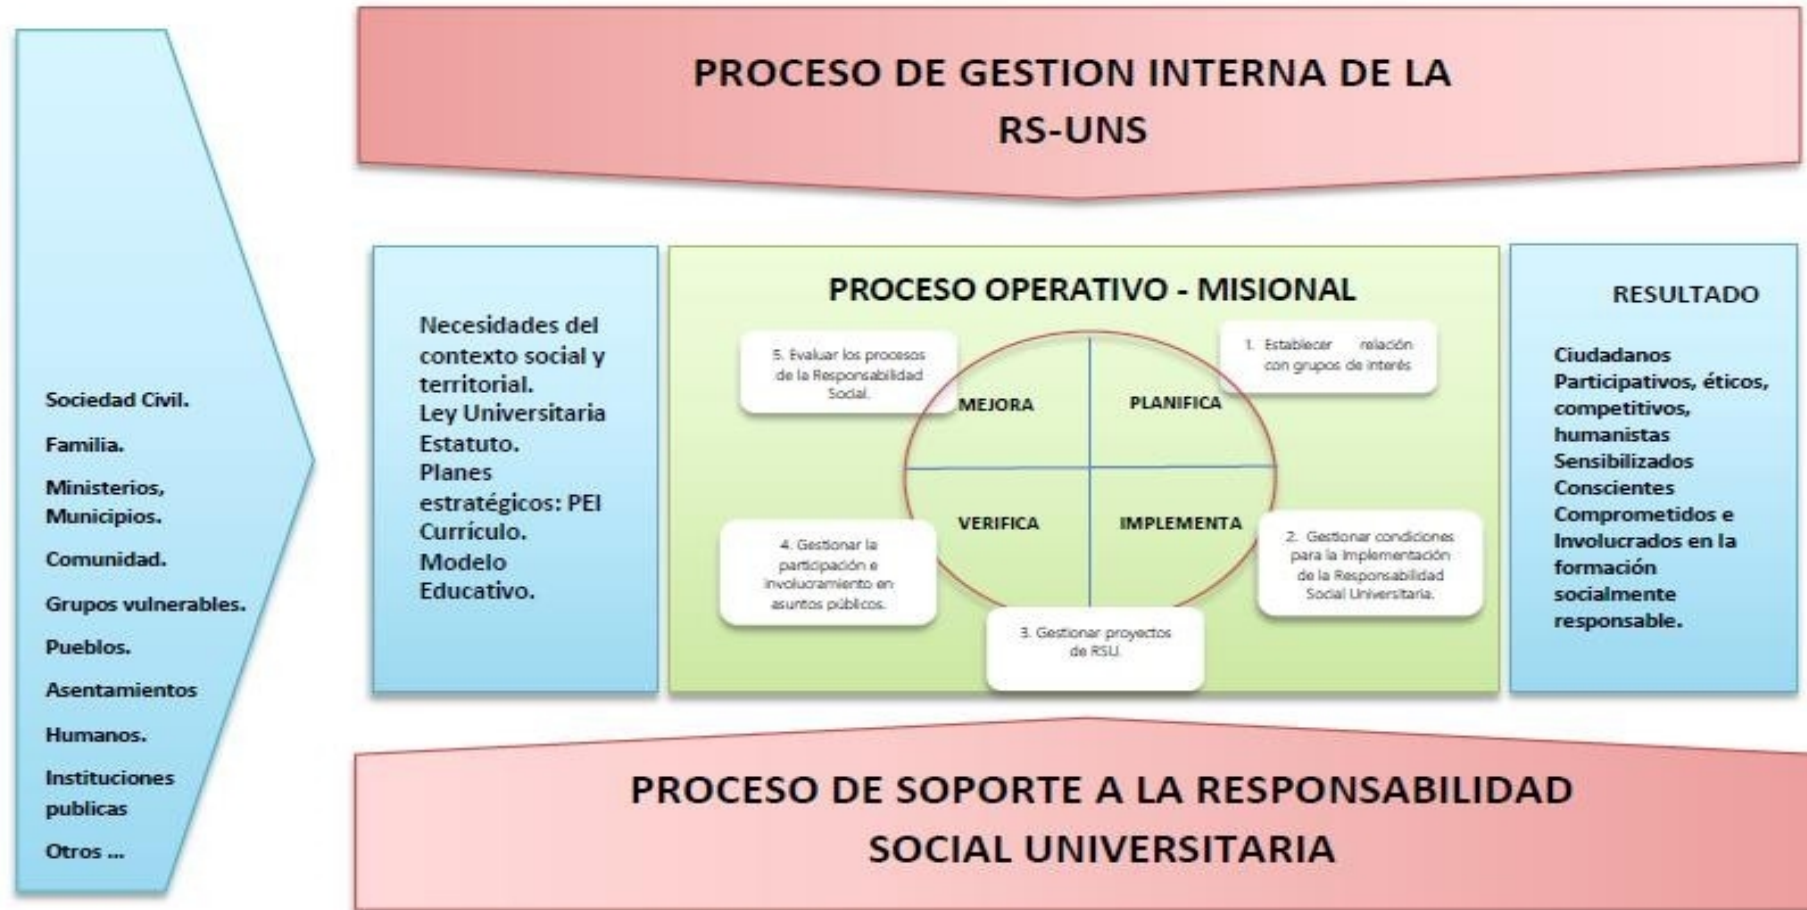 PROCESO DE GESTION INTERNA DE LA
RS-UNS
Sociedad Civil.
Familia.
Ministerios,
Municipios.
Comunidad.
Grupos vulnerables.
Pueblos.
Asentamientos
Humanos.
Instituciones
publicas
Otros ...
Necesidades del
contexto social y
territorial.
Ley Universitaria
Estatuto.
Planes
estratégicos: PEI
Currículo.
Modelo
Educativo.
PROCESO OPERATIVO - MISIONAL
5. Evaluar los procesos
de la Responsabilidad
Social.
1. Establecer relación
con grupos de interés
MEJORA
PLANIFICA
VERIFICA
IMPLEMENTA
4. Gestionar la
participación e
involucramiento en
asuntos públicos.
2. Gestionar condiciones
para la Implementación
de la Responsabilidad
Social Universitaria.
3. Gestionar proyectos
de RSU.
RESULTADO
Ciudadanos
Participativos, éticos,
competitivos,
humanistas
Sensibilizados
Conscientes
Comprometidos e
Involucrados en la
formación
socialmente
responsable.
PROCESO DE SOPORTE A LA RESPONSABILIDAD
SOCIAL UNIVERSITARIA